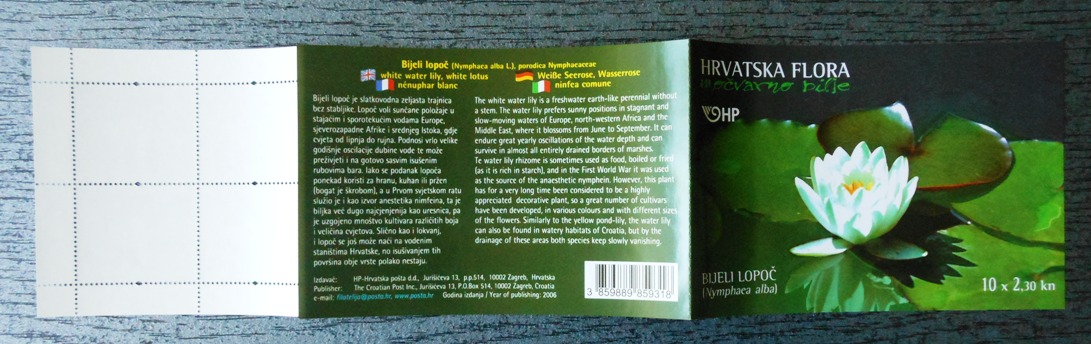 Bijeli lopoč (Nymphaea alba L.), porodica Nymphaeaceae
white water lily, white lotus
Weiße Seerose, Wasserrose
nénuphar blanc
ninfea comune
Bijeli lopoč je slatkovodna zeljasta trajnica
bez stabljike. Lopoč voli sunčane položaje u
stajaćim i sporotekućim vodama Europe,
sjeverozapadne Afrike i srednjeg Istoka, gdje
cvjeta od lipnja do rujna. Podnosi vrlo velike
godišnje oscilacije dubine vode te može
preživjeti i na gotovo sasvim isušenim
rubovima bara. Iako se podanak lopoča
ponekad koristi za hranu, kuhan ili pržen
(bogat je škrobom), a u Prvom svjetskom ratu
služio je i kao izvor anestetika nimfeina, ta je
biljka već dugo najcjenjenija kao uresnica, pa
je uzgojeno mnoštvo kultivara različitih boja
i veličina cvjetova. Slično kao i lokvanj,
i lopoč se još može naći na vodenim
staništima Hrvatske, no isušivanjem tih
površina obje vrste polako nestaju.
The white water lily is a freshwater earth-like perennial without
a stem. The water lily prefers sunny positions in stagnant and
slow-moving waters of Europe, north-western Africa and the
Middle East, where it blossoms from June to September. It can
endure great yearly oscillations of the water depth and can
survive in almost all entirely drained borders of marshes.
Te water lily rhizome is sometimes used as food, boiled or fried
(as it is rich in starch), and in the First World War it was used
as the source of the anaesthetic nymphein. However, this plant
has for a very long time been considered to be a highly
appreciated decorative plant, so a great number of cultivars
have been developed, in various colours and with different sizes
of the flowers. Similarly to the yellow pond-lily, the water lily
can also be found in watery habitats of Croatia, but by the
drainage of these areas both species keep slowly vanishing.
Izdavač: HP-Hrvatska pošta d.d., Jurišićeva 13, p.p.514, 10002 Zagreb, Hrvatska
Publisher: The Croatian Post Inc., Jurišićeva 13, P.O.Box 514, 10002 Zagreb, Croatia
e-mail: filatelija@posta.hr, www.posta.hr Godina izdanja / Year of publishing: 2006
3 859889 859318
HRVATSKA FLORA
močvarno bilje
HP
BIJELI LOPOČ
(Nymphaea alba)
10 x 2,30 kn